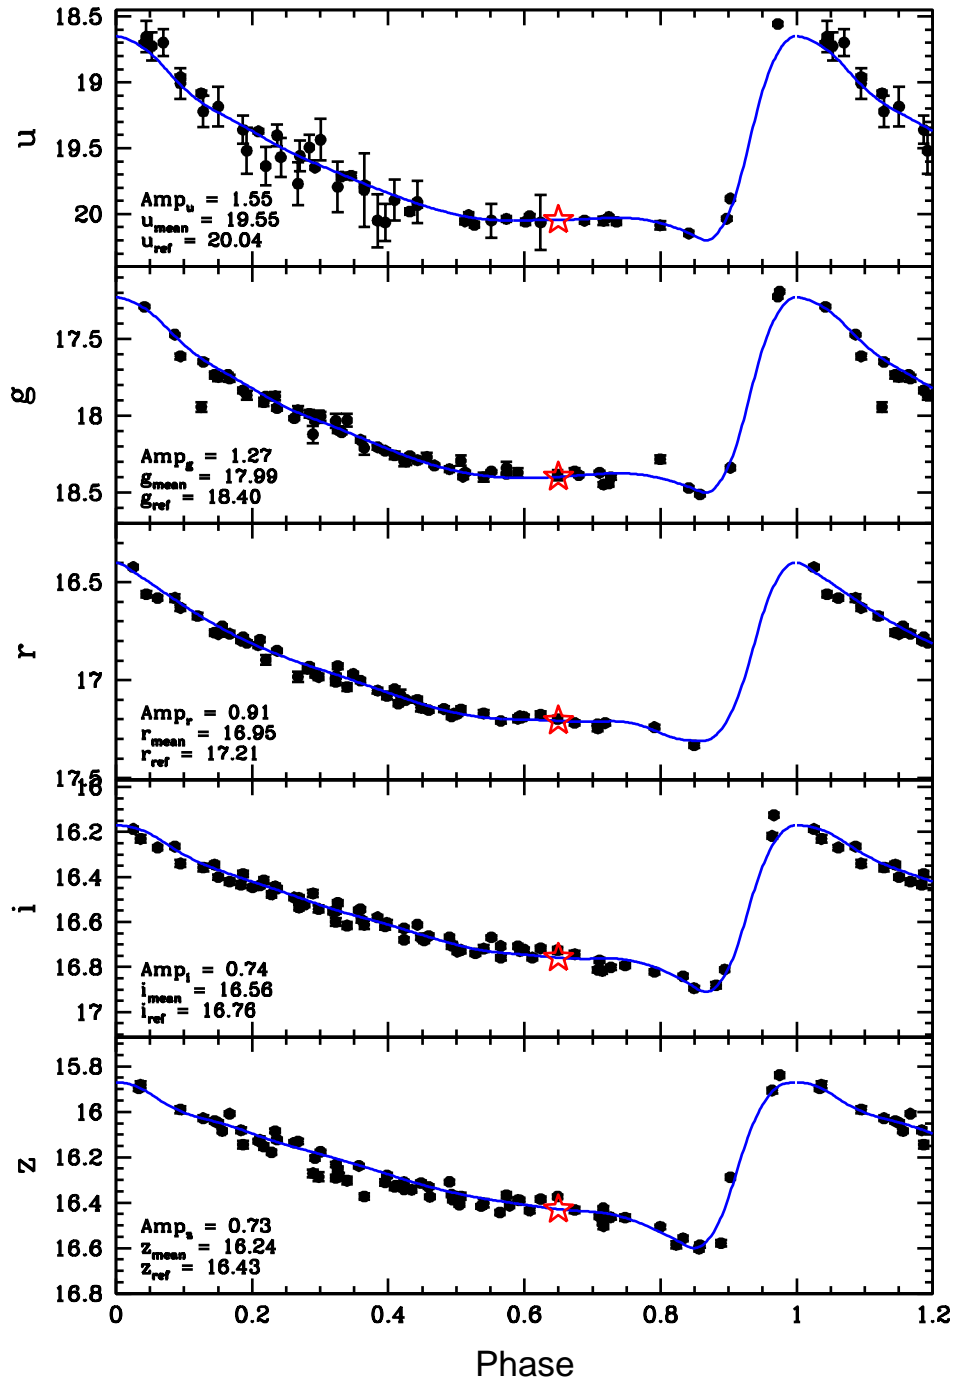 18.5
19
19.5
20
u
Amp_u = 1.55
u_mean = 19.55
u_ref = 20.04
17.5
18
18.5
g
Amp_g = 1.27
g_mean = 17.99
g_ref = 18.40
16.5
17
17.5
r
Amp_r = 0.91
r_mean = 16.95
r_ref = 17.21
16
16.2
16.4
16.6
16.8
17
i
Amp_i = 0.74
i_mean = 16.56
i_ref = 16.76
15.8
16
16.2
16.4
16.6
16.8
z
Amp_z = 0.73
z_mean = 16.24
z_ref = 16.43
0 0.2 0.4 0.6 0.8 1 1.2
Phase